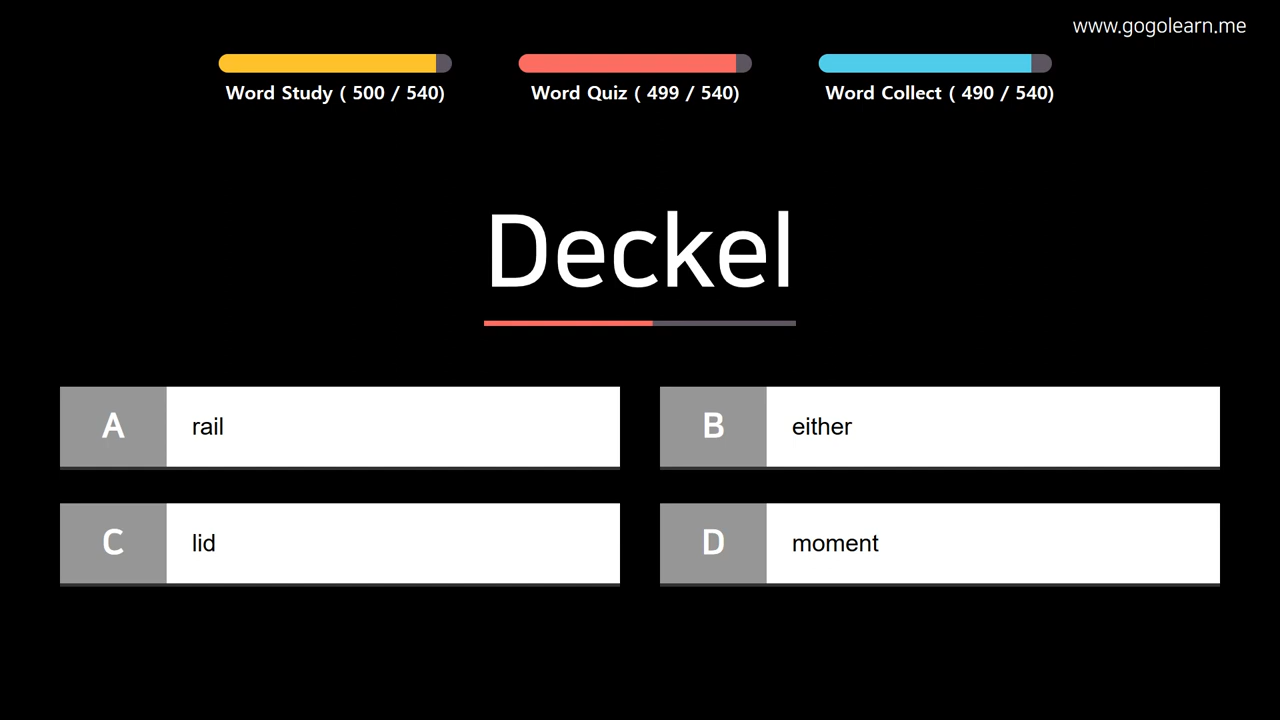 www.gogolearn.me
Word Study ( 500 / 540)
Word Quiz ( 499 / 540)
Word Collect ( 490 / 540)
Deckel
A rail
B either
C lid
D moment